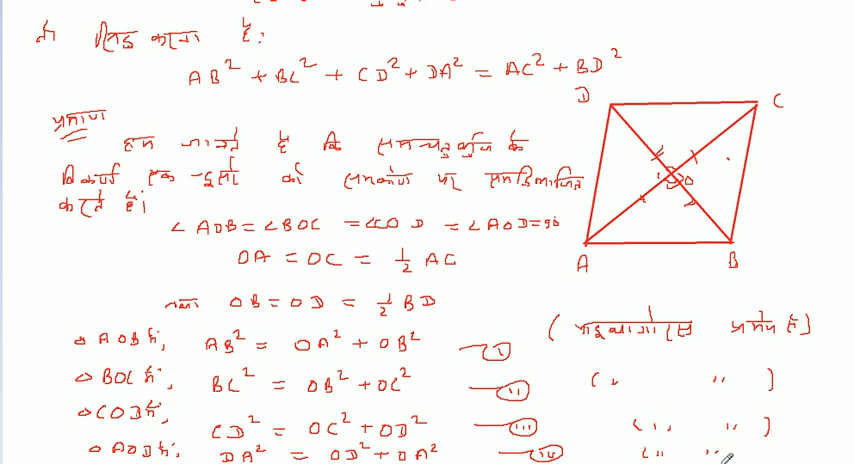 तो सिद्ध करना है:
AB² + BC² + CD² + DA² = AC² + BD²
प्रमाण
हम जानते हैं कि समचतुर्भुज के
विकर्ण एक दूसरे को समकोण पर समद्विभाजित
करते हैं।
∠AOB = ∠BOC = ∠COD = ∠AOD = 90
OA = OC = 1/2 AC
तथा OB = OD = 1/2 BD
△AOB में, AB² = OA² + OB² — (i) (पाइथागोरस प्रमेय से)
△BOC में, BC² = OB² + OC² — (ii) ( " " )
△COD में, CD² = OC² + OD² — (iii) ( " " )
△AOD में, DA² = OD² + OA² — (iv) ( " "
D
C
O
A
B